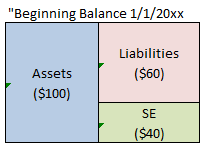 "Beginning Balance 1/1/20xx
Assets
($100)
Liabilities
($60)
SE
($40)